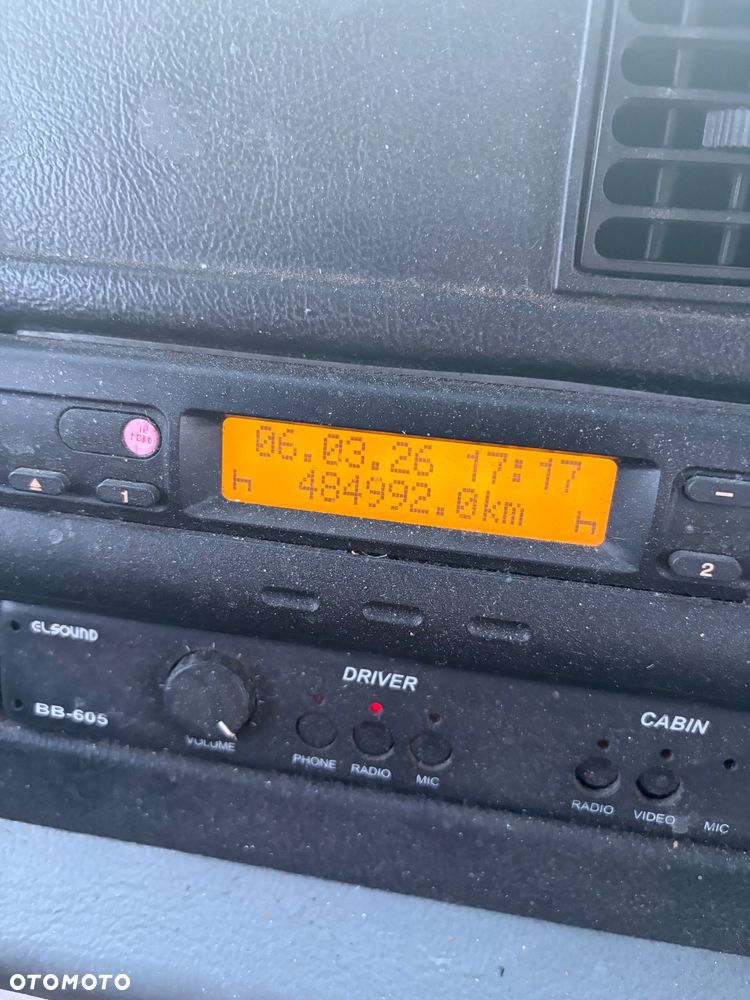 06.03.26 17:17
484992.0km
1
2
ELSOUND
BB-605
VOLUME
DRIVER
PHONE
RADIO
MIC
CABIN
RADIO
VIDEO
MIC
OTOMOTO